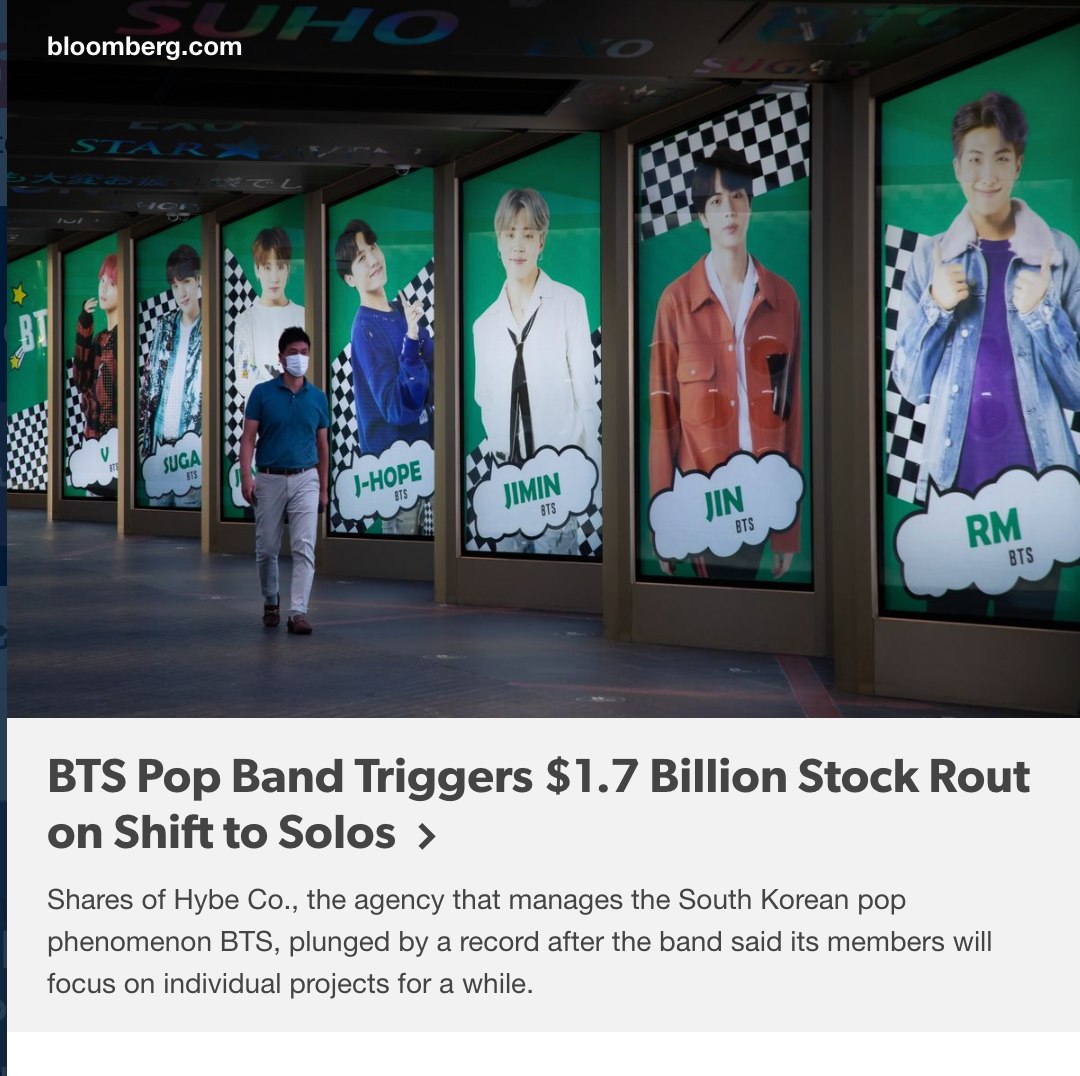 SUHO
bloomberg.com
EXO
SUGA
EXO
STAR
BT
V
BTS
SUGA
BTS
J
J-HOPE
BTS
JIMIN
BTS
JIN
BTS
RM
BTS
BTS Pop Band Triggers $1.7 Billion Stock Rout
on Shift to Solos >
Shares of Hybe Co., the agency that manages the South Korean pop
phenomenon BTS, plunged by a record after the band said its members will
focus on individual projects for a while.